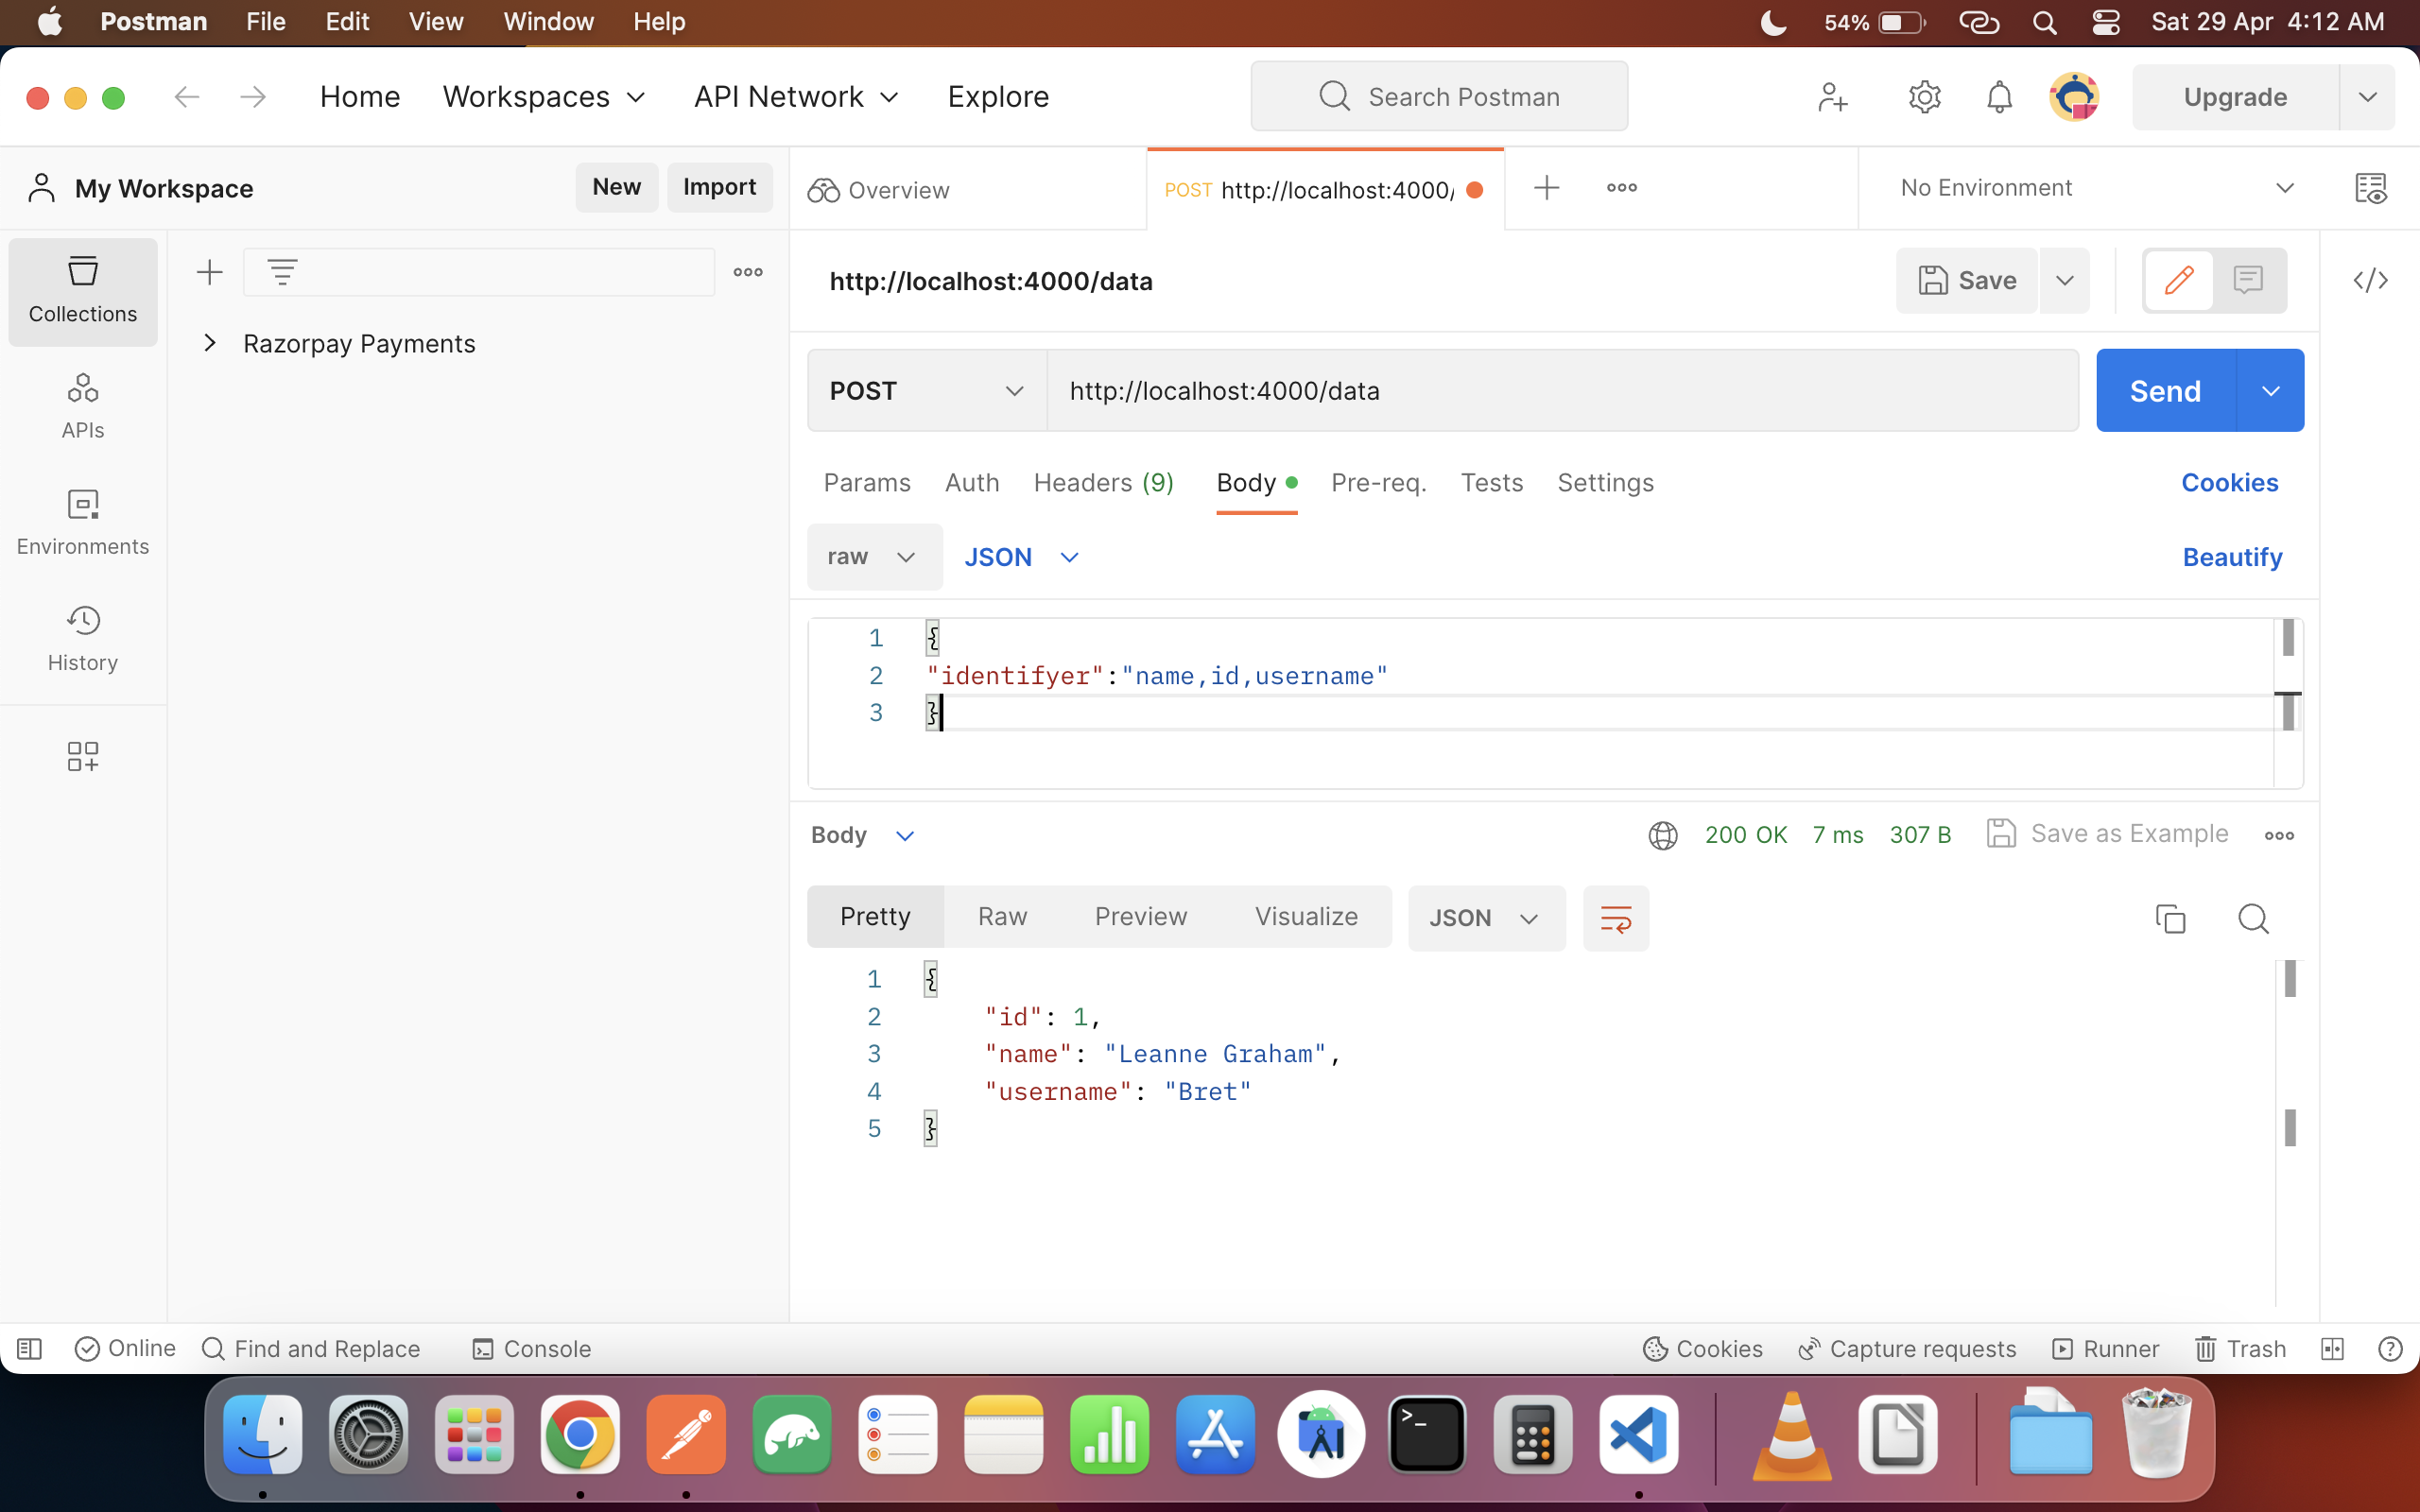 Postman File Edit View Window Help 54% Sat 29 Apr 4:12 AM
Home Workspaces API Network Explore Search Postman Upgrade
My Workspace New Import Overview POST http://localhost:4000/ No Environment
Collections
APIs
Environments
History
Razorpay Payments
http://localhost:4000/data Save
POST http://localhost:4000/data Send
Params Auth Headers (9) Body Pre-req. Tests Settings Cookies
raw JSON Beautify
1 {
2 "identifyer":"name,id,username"
3 }
Body 200 OK 7 ms 307 B Save as Example
Pretty Raw Preview Visualize JSON
1 {
2 "id": 1,
3 "name": "Leanne Graham",
4 "username": "Bret"
5 }
Online Find and Replace Console Cookies Capture requests Runner Trash